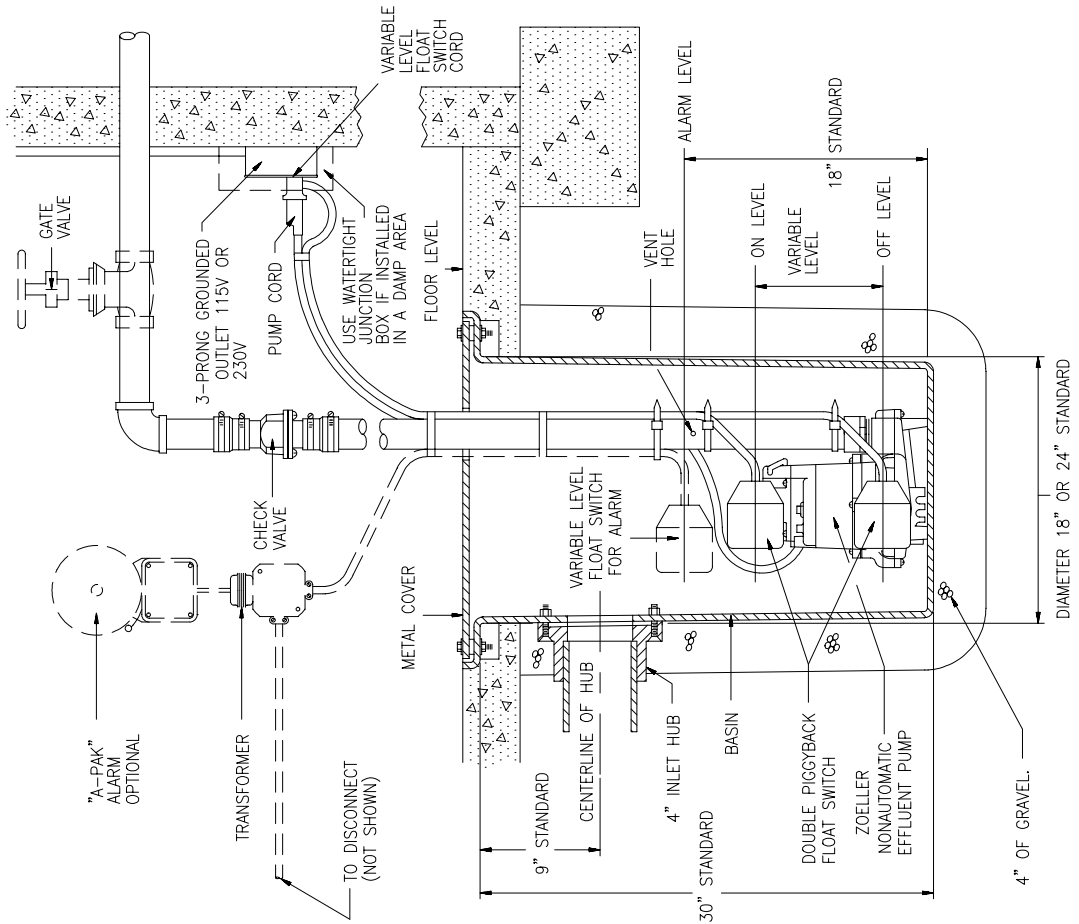 GATE
VALVE
VARIABLE
LEVEL
FLOAT
SWITCH
CORD
3-PRONG GROUNDED
OUTLET 115V OR
230V
PUMP CORD
USE WATERTIGHT
JUNCTION
BOX IF INSTALLED
IN A DAMP AREA
FLOOR LEVEL
VENT
HOLE
ALARM LEVEL
18" STANDARD
ON LEVEL
VARIABLE
LEVEL
OFF LEVEL
CHECK
VALVE
"A-PAK"
ALARM
OPTIONAL
TRANSFORMER
TO DISCONNECT
(NOT SHOWN)
METAL COVER
VARIABLE LEVEL
FLOAT SWITCH
FOR ALARM
9" STANDARD
CENTERLINE OF HUB
4" INLET HUB
30" STANDARD
BASIN
DOUBLE PIGGYBACK
FLOAT SWITCH
ZOELLER
NONAUTOMATIC
EFFLUENT PUMP
4" OF GRAVEL.
DIAMETER 18" OR 24" STANDARD